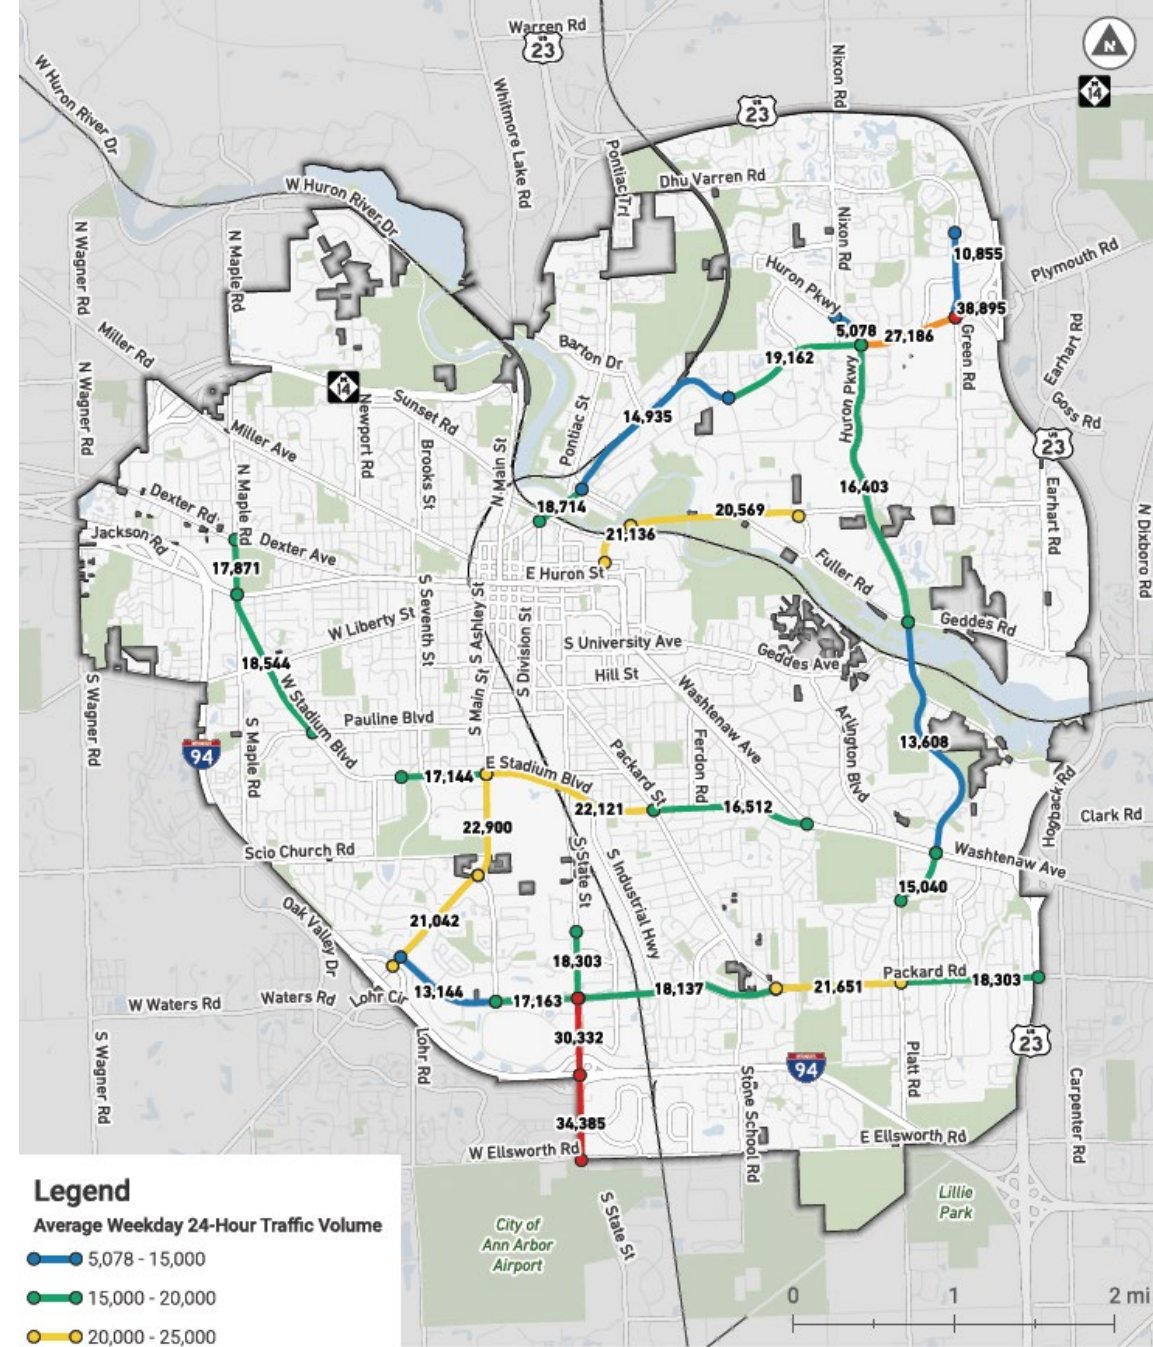 Warren Rd
US
23
N
M
14
W Huron River Dr
Whitmore Lake Rd
Nixon Rd
US
23
Pontiac Trl
Dhu Varren Rd
W Huron River Dr
N Wagner Rd
N Maple Rd
Nixon Rd
Plymouth Rd
10,855
Huron Pkwy
38,895
5,078
27,186
Miller Rd
Barton Dr
19,162
Green Rd
Earhart Rd
N Wagner Rd
M
14
Newport Rd
Sunset Rd
14,935
Pontiac St
Huron Pkwy
Goss Rd
Miller Ave
Brooks St
N Main St
US
23
Dexter Rd
N Maple Rd
16,403
18,714
20,569
Earhart Rd
N Dixboro Rd
Jackson Rd
Dexter Ave
21,136
17,871
E Huron St
Fuller Rd
S Seventh St
S Ashley St
S Division St
W Liberty St
Geddes Rd
S University Ave
Geddes Ave
18,544
Hill St
S Wagner Rd
W Stadium Blvd
S Main St
Washtenaw Ave
Pauline Blvd
S Maple Rd
Arlington Blvd
94
Packard St
Ferdon Rd
13,608
17,144
E Stadium Blvd
Hogback Rd
22,121
16,512
Clark Rd
22,900
Scio Church Rd
S State St
S Industrial Hwy
Washtenaw Ave
15,040
Oak Valley Dr
21,042
18,303
Packard Rd
W Waters Rd
Waters Rd
Lohr Cir
13,144
17,163
18,137
21,651
18,303
30,332
S Wagner Rd
Lohr Rd
US
23
94
Platt Rd
Stone School Rd
Carpenter Rd
34,385
W Ellsworth Rd
E Ellsworth Rd
Legend
Average Weekday 24-Hour Traffic Volume
5,078 - 15,000
15,000 - 20,000
20,000 - 25,000
City of
Ann Arbor
Airport
S State St
Lillie
Park
0
1
2 mi